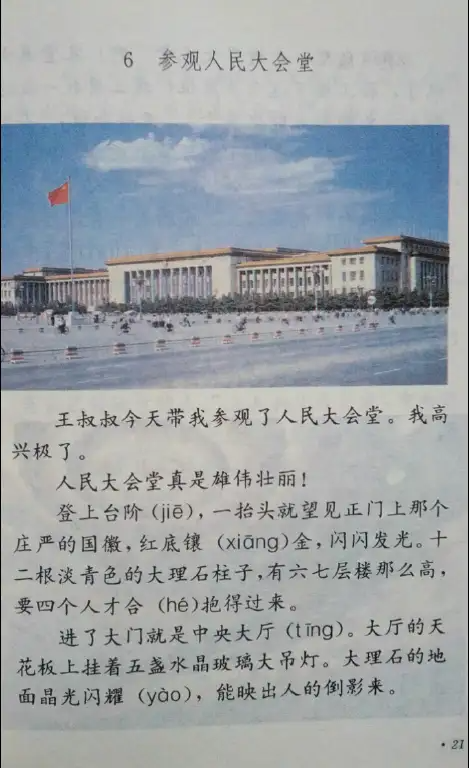 6 参观人民大会堂
王叔叔今天带我参观了人民大会堂。我高
兴极了。
人民大会堂真是雄伟壮丽！
登上台阶(jiē)，一抬头就望见正门上那个
庄严的国徽，红底镶(xiāng)金，闪闪发光。十
二根淡青色的大理石柱子，有六七层楼那么高，
要四个人才合(hé)抱得过来。
进了大门就是中央大厅(tīng)。大厅的天
花板上挂着五盏水晶玻璃大吊灯。大理石的地
面晶光闪耀(yào)，能映出人的倒影来。
·21